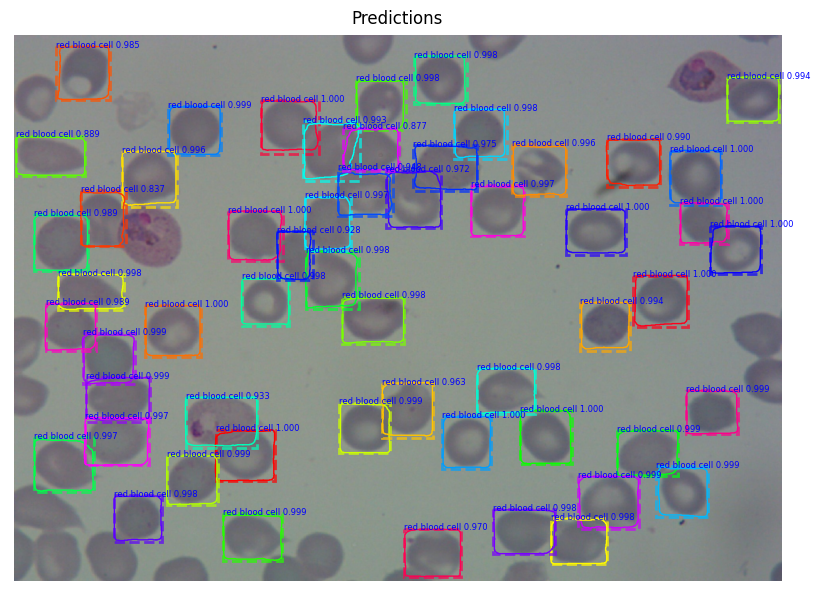 Predictions
red blood cell 0.985
red blood cell 0.998
red blood cell 0.998
red blood cell 0.994
red blood cell 0.999
red blood cell 1.000
red blood cell 0.998
red blood cell 0.993
red blood cell 0.877
red blood cell 0.889
red blood cell 0.996
red blood cell 0.975
red blood cell 0.996
red blood cell 0.990
red blood cell 1.000
red blood cell 0.972
red blood cell 0.837
red blood cell 0.997
red blood cell 0.997
red blood cell 0.989
red blood cell 1.000
red blood cell 1.000
red blood cell 1.000
red blood cell 1.000
red blood cell 0.928
red blood cell 0.998
red blood cell 0.998
red blood cell 0.998
red blood cell 1.000
red blood cell 0.998
red blood cell 1.000
red blood cell 0.994
red blood cell 0.999
red blood cell 0.998
red blood cell 0.999
red blood cell 0.963
red blood cell 0.999
red blood cell 0.933
red blood cell 0.999
red blood cell 1.000
red blood cell 1.000
red blood cell 0.997
red blood cell 1.000
red blood cell 0.999
red blood cell 0.997
red blood cell 0.999
red blood cell 0.999
red blood cell 0.999
red blood cell 0.998
red blood cell 0.998
red blood cell 0.999
red blood cell 0.998
red blood cell 0.970